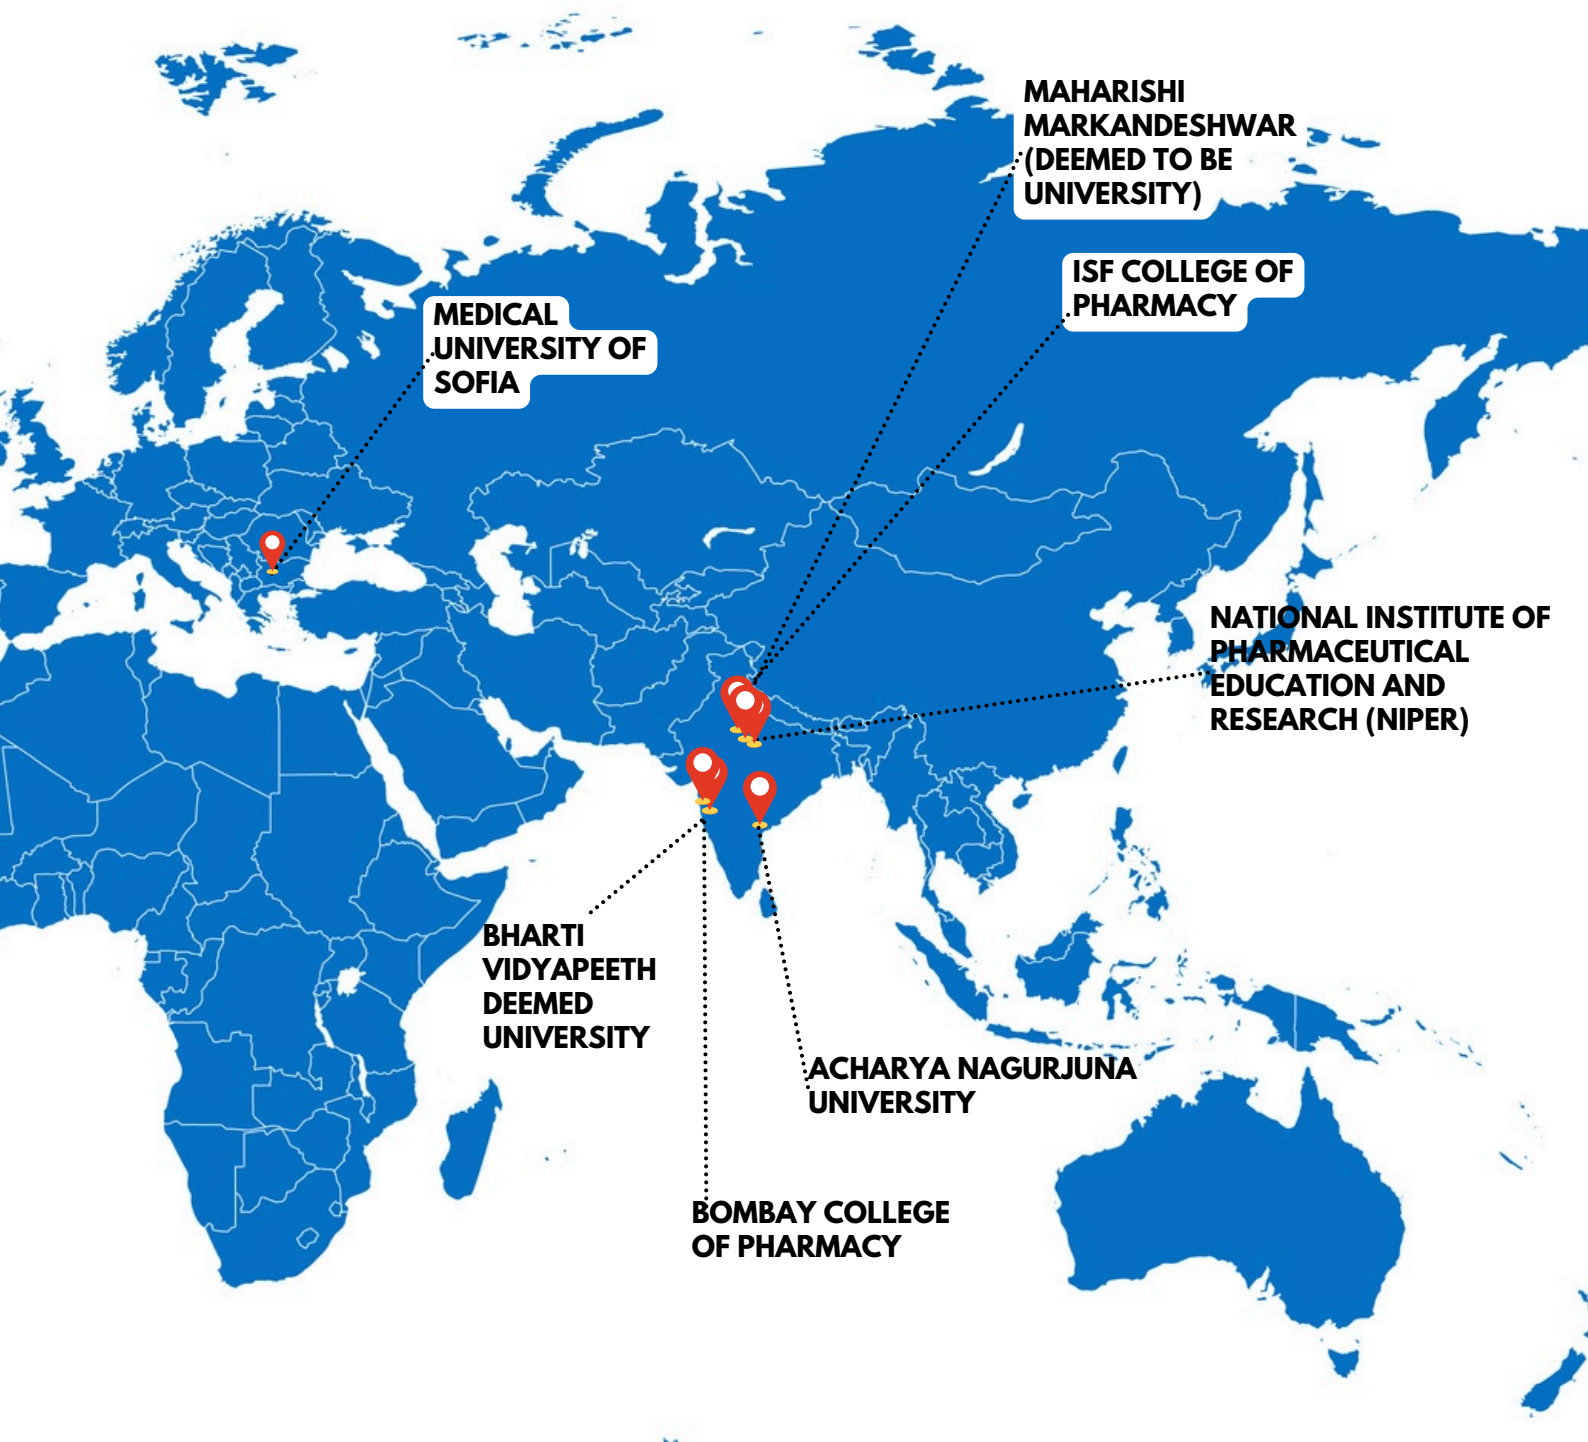 MAHARISHI
MARKANDESHWAR
(DEEMED TO BE
UNIVERSITY)
ISF COLLEGE OF
PHARMACY
MEDICAL
UNIVERSITY OF
SOFIA
NATIONAL INSTITUTE OF
PHARMACEUTICAL
EDUCATION AND
RESEARCH (NIPER)
BHARTI
VIDYAPEETH
DEEMED
UNIVERSITY
ACHARYA NAGURJUNA
UNIVERSITY
BOMBAY COLLEGE
OF PHARMACY